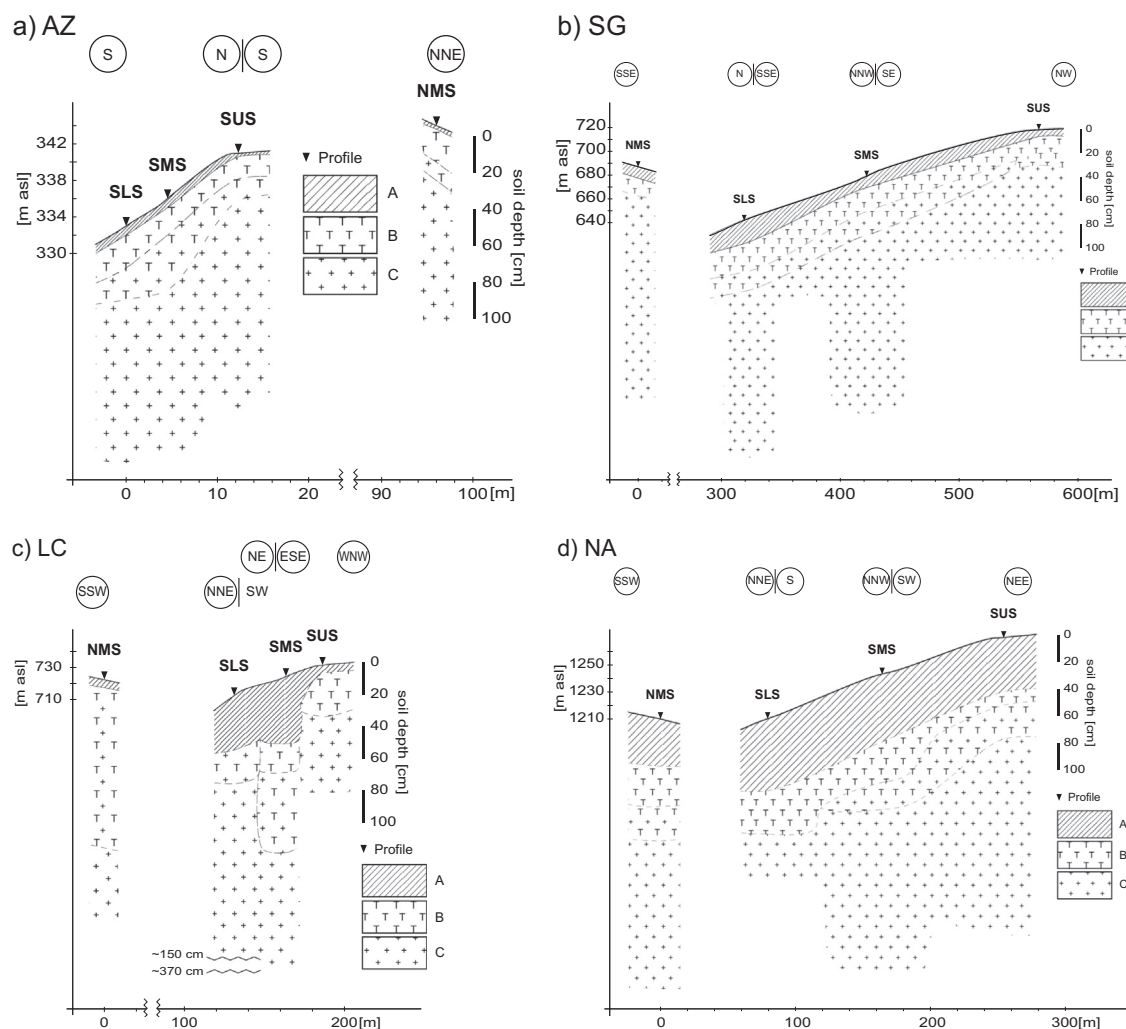 a) AZ
S N S NNE
NMS
SUS
SMS
SLS
[m asl]
342
338
334
330
Profile
A
B
C
0
20
40
60
80
100
soil depth [cm]
0 10 20 90 100 [m]
b) SG
SSE N SSE NNW SE NW
SUS
NMS
SMS
SLS
[m asl]
720
700
680
660
640
0
20
40
60
80
100
soil depth [cm]
Profile
0 300 400 500 600 [m]
c) LC
NE ESE WNW
SSW NNE SW
NMS
SUS
SMS
SLS
[m asl]
730
710
0
20
40
60
80
100
soil depth [cm]
Profile
A
B
C
~150 cm
~370 cm
0 100 200 [m]
d) NA
SSW NNE S NNW SW NEE
SUS
SMS
NMS
SLS
[m asl]
1250
1230
1210
0
20
40
60
80
100
soil depth [cm]
Profile
A
B
C
0 100 200 300 [m]